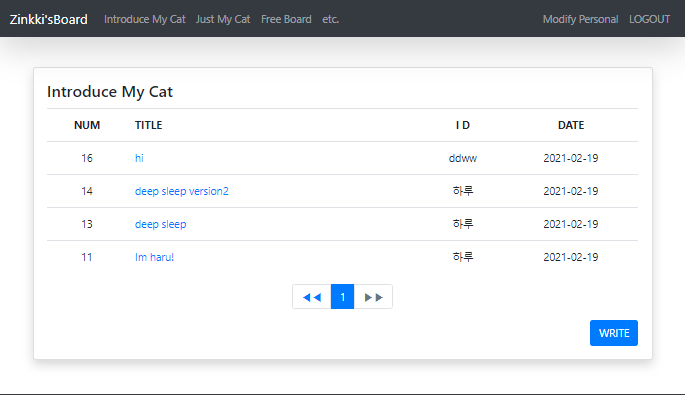 Zinkki'sBoard Introduce My Cat Just My Cat Free Board etc. Modify Personal LOGOUT
Introduce My Cat
NUM TITLE I D DATE
16 hi ddww 2021-02-19
14 deep sleep version2 하루 2021-02-19
13 deep sleep 하루 2021-02-19
11 Im haru! 하루 2021-02-19
◀◀ 1 ▶▶
WRITE